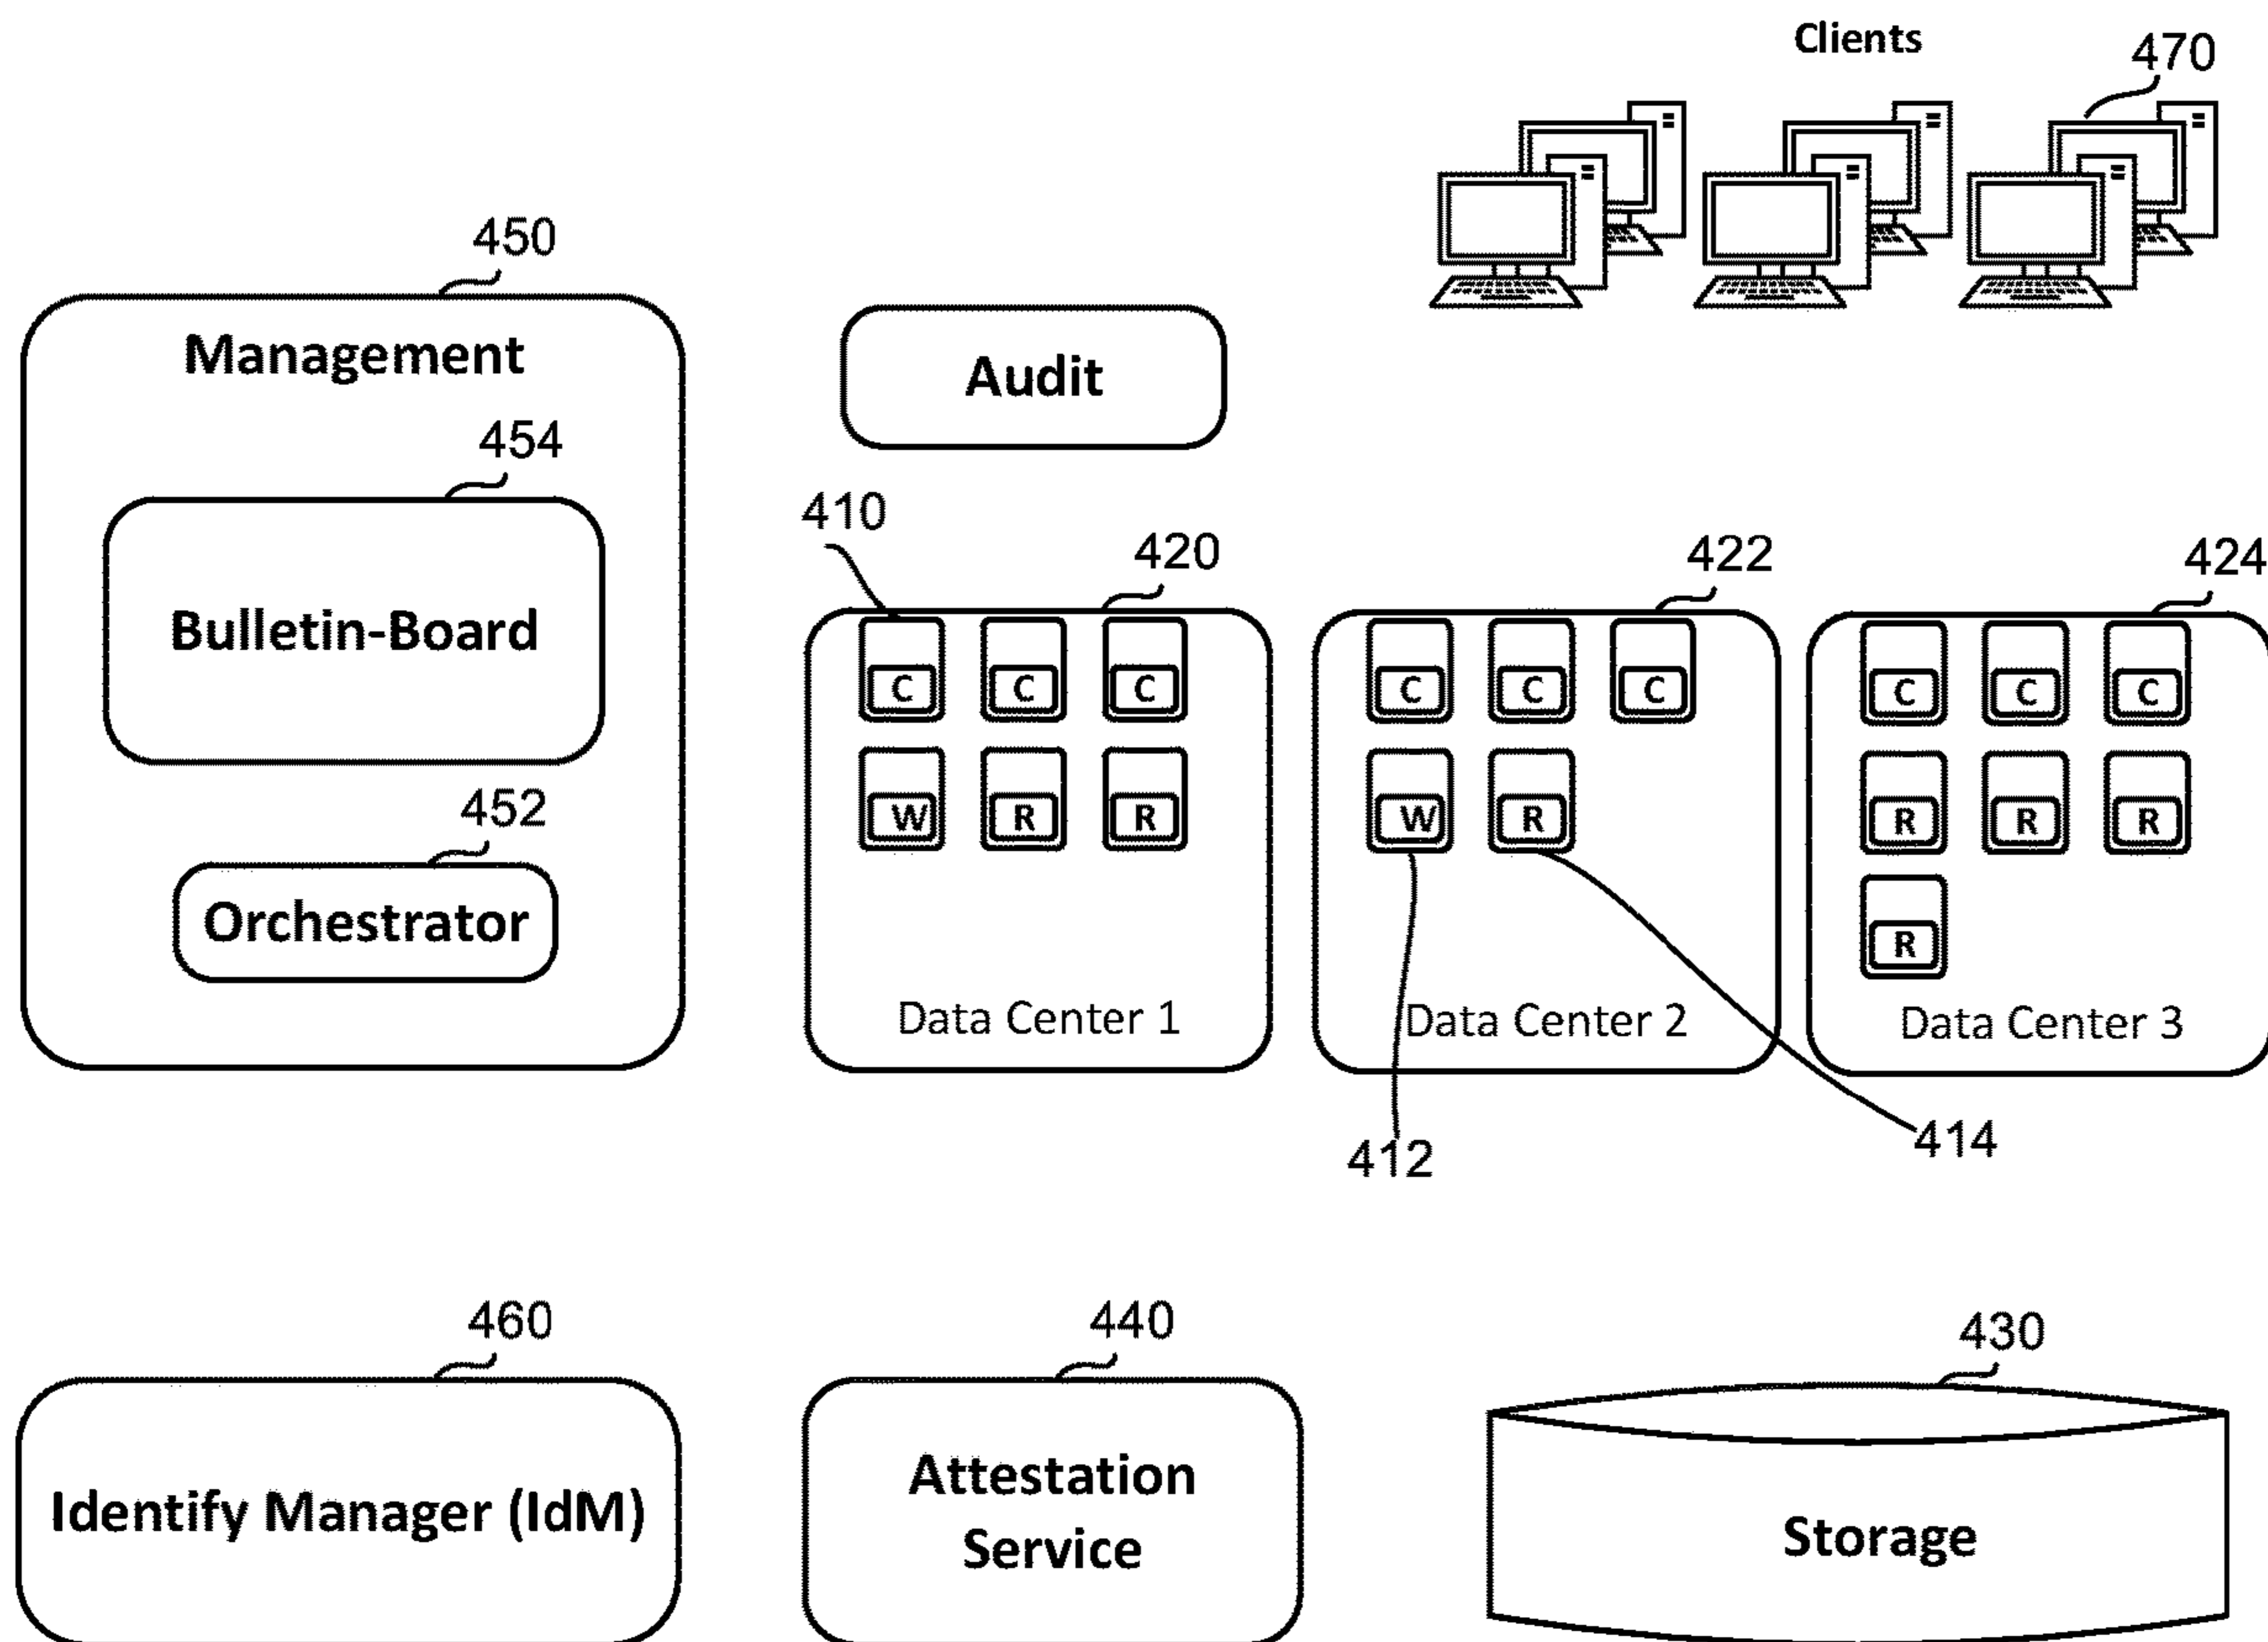 Clients
470
450
Management
Audit
454
Bulletin-Board
452
Orchestrator
410
420
422
424
C C C
W R R
Data Center 1
C C C
W R
Data Center 2
C C C
R R R
R
Data Center 3
412
414
460
Identify Manager (IdM)
440
Attestation
Service
430
Storage